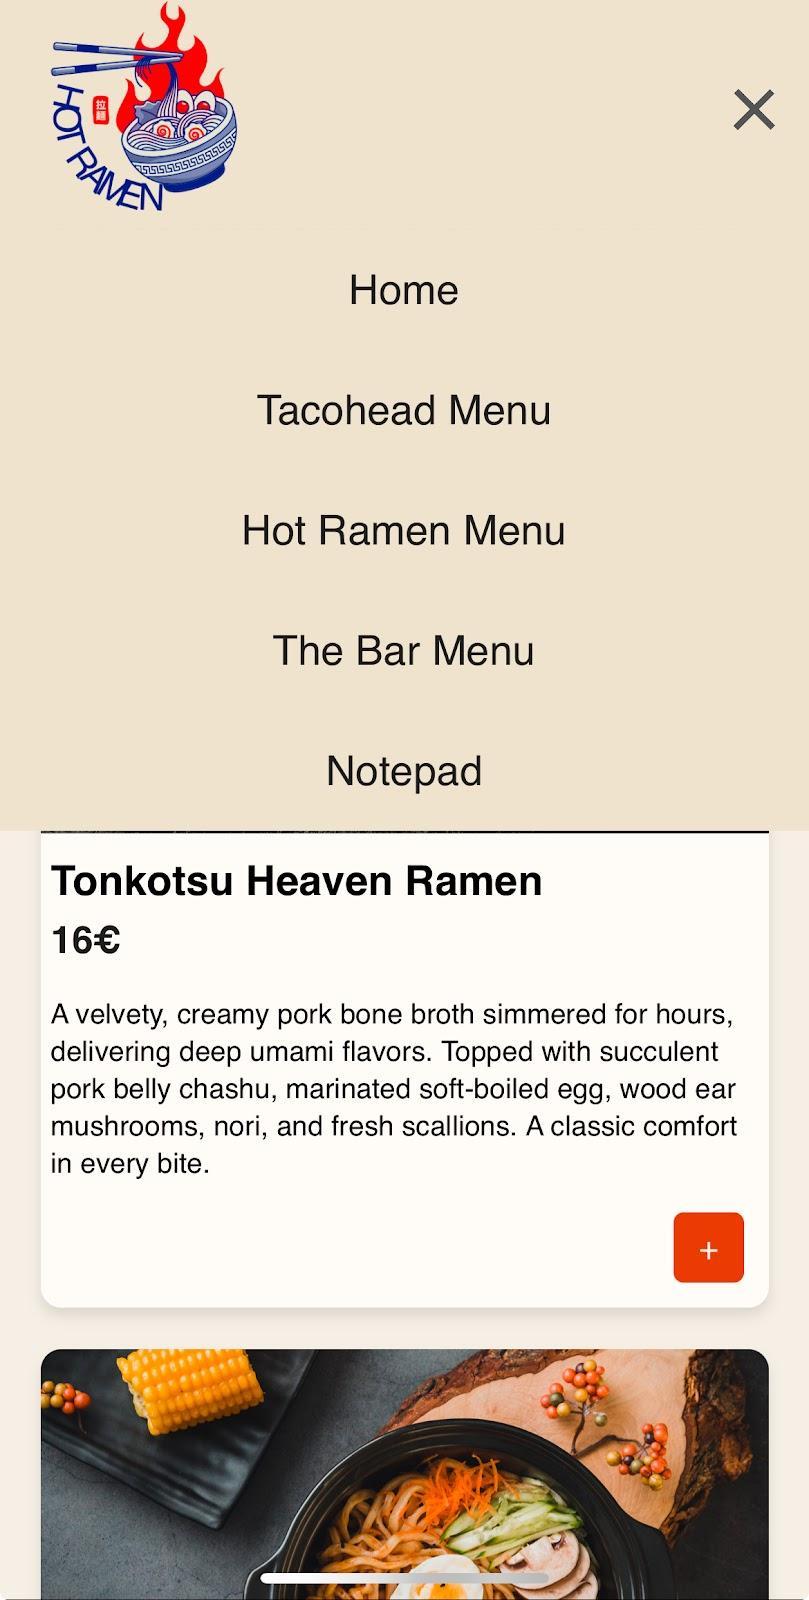 HOT RAMEN
拉
麺
Home
Tacohead Menu
Hot Ramen Menu
The Bar Menu
Notepad
Tonkotsu Heaven Ramen
16€
A velvety, creamy pork bone broth simmered for hours,
delivering deep umami flavors. Topped with succulent
pork belly chashu, marinated soft-boiled egg, wood ear
mushrooms, nori, and fresh scallions. A classic comfort
in every bite.
+